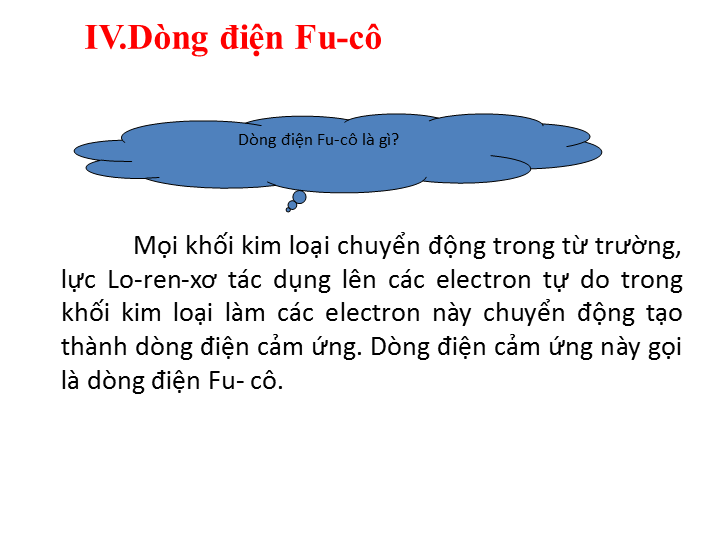 IV.Dòng điện Fu-cô
Dòng điện Fu-cô là gì?
Mọi khối kim loại chuyển động trong từ trường,
lực Lo-ren-xơ tác dụng lên các electron tự do trong
khối kim loại làm các electron này chuyển động tạo
thành dòng điện cảm ứng. Dòng điện cảm ứng này gọi
là dòng điện Fu- cô.